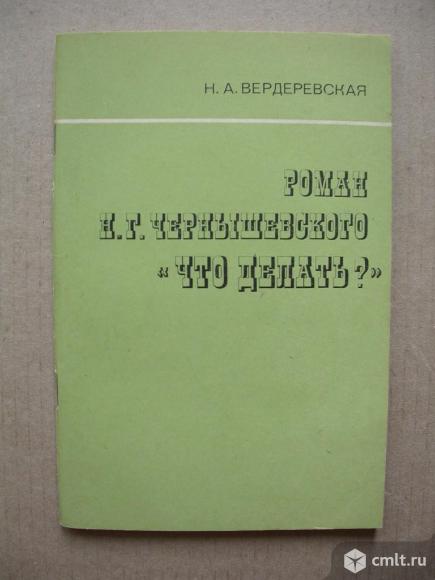 Н. А. ВЕРДЕРЕВСКАЯ
РОМАН
Н.Г. ЧЕРНЫШЕВСКОГО
«ЧТО ДЕЛАТЬ?»
cmlt.ru